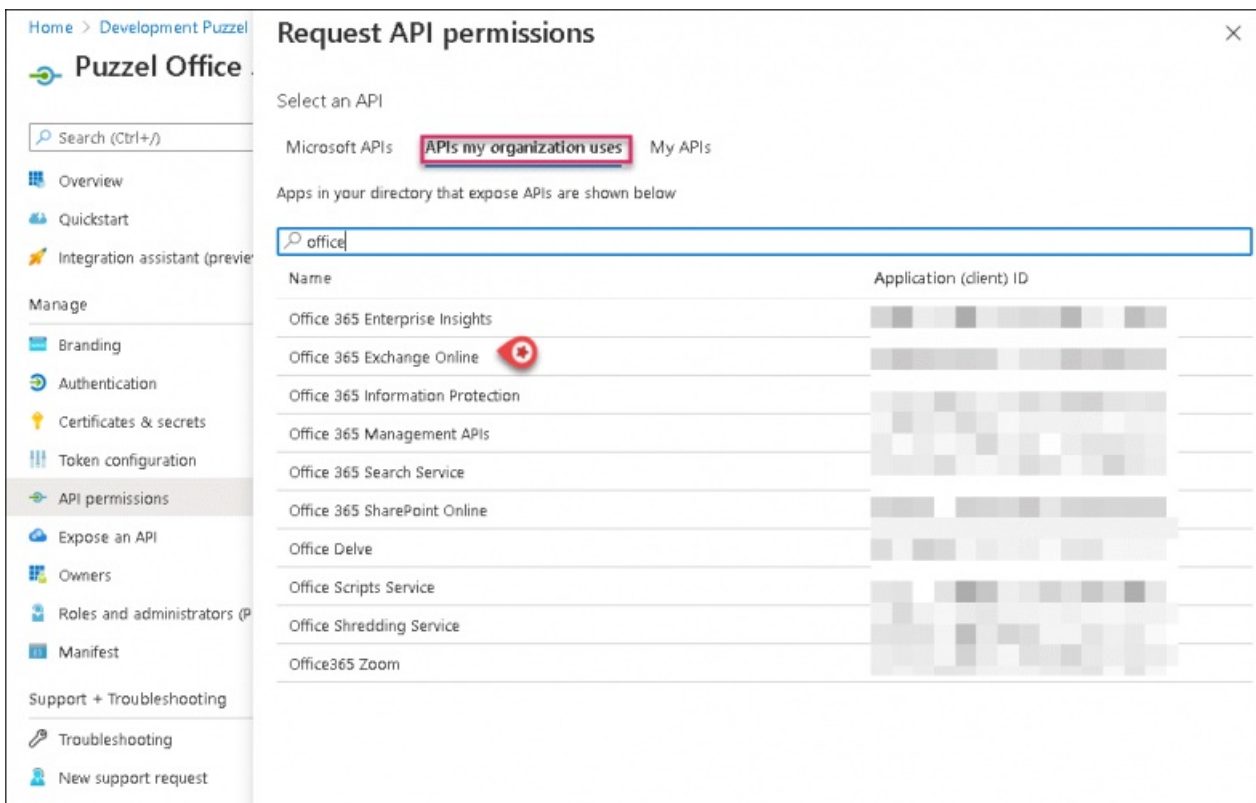 Home > Development Puzzel
Puzzel Office
Search (Ctrl+/)
Overview
Quickstart
Integration assistant (previe
Manage
Branding
Authentication
Certificates & secrets
Token configuration
API permissions
Expose an API
Owners
Roles and administrators (P
Manifest
Support + Troubleshooting
Troubleshooting
New support request
Request API permissions
Select an API
Microsoft APIs APIs my organization uses My APIs
Apps in your directory that expose APIs are shown below
office
Name Application (client) ID
Office 365 Enterprise Insights
Office 365 Exchange Online
Office 365 Information Protection
Office 365 Management APIs
Office 365 Search Service
Office 365 SharePoint Online
Office Delve
Office Scripts Service
Office Shredding Service
Office365 Zoom